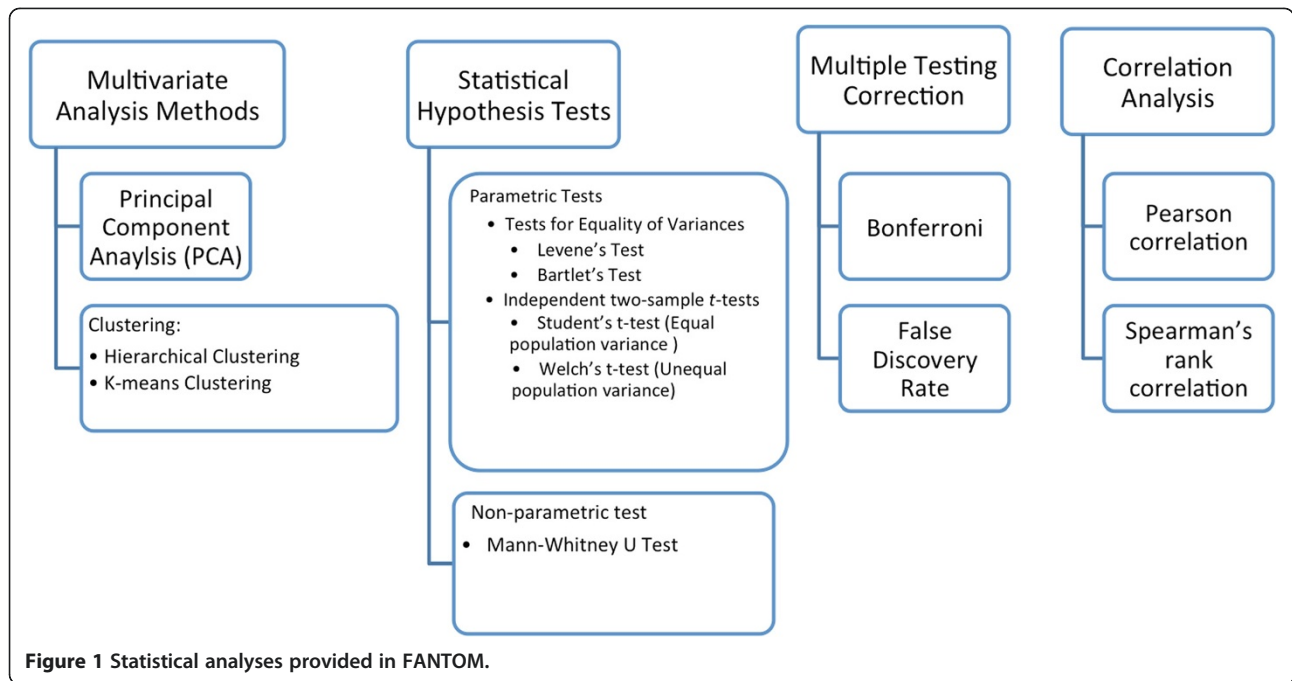 Multivariate
Analysis Methods
Principal
Component
Anaylsis (PCA)
Clustering:
• Hierarchical Clustering
• K-means Clustering
Statistical
Hypothesis Tests
Parametric Tests
• Tests for Equality of Variances
• Levene's Test
• Bartlet's Test
• Independent two-sample t-tests
• Student's t-test (Equal
population variance )
• Welch's t-test (Unequal
population variance)
Non-parametric test
• Mann-Whitney U Test
Multiple Testing
Correction
Bonferroni
False
Discovery
Rate
Correlation
Analysis
Pearson
correlation
Spearman's
rank
correlation
Figure 1 Statistical analyses provided in FANTOM.